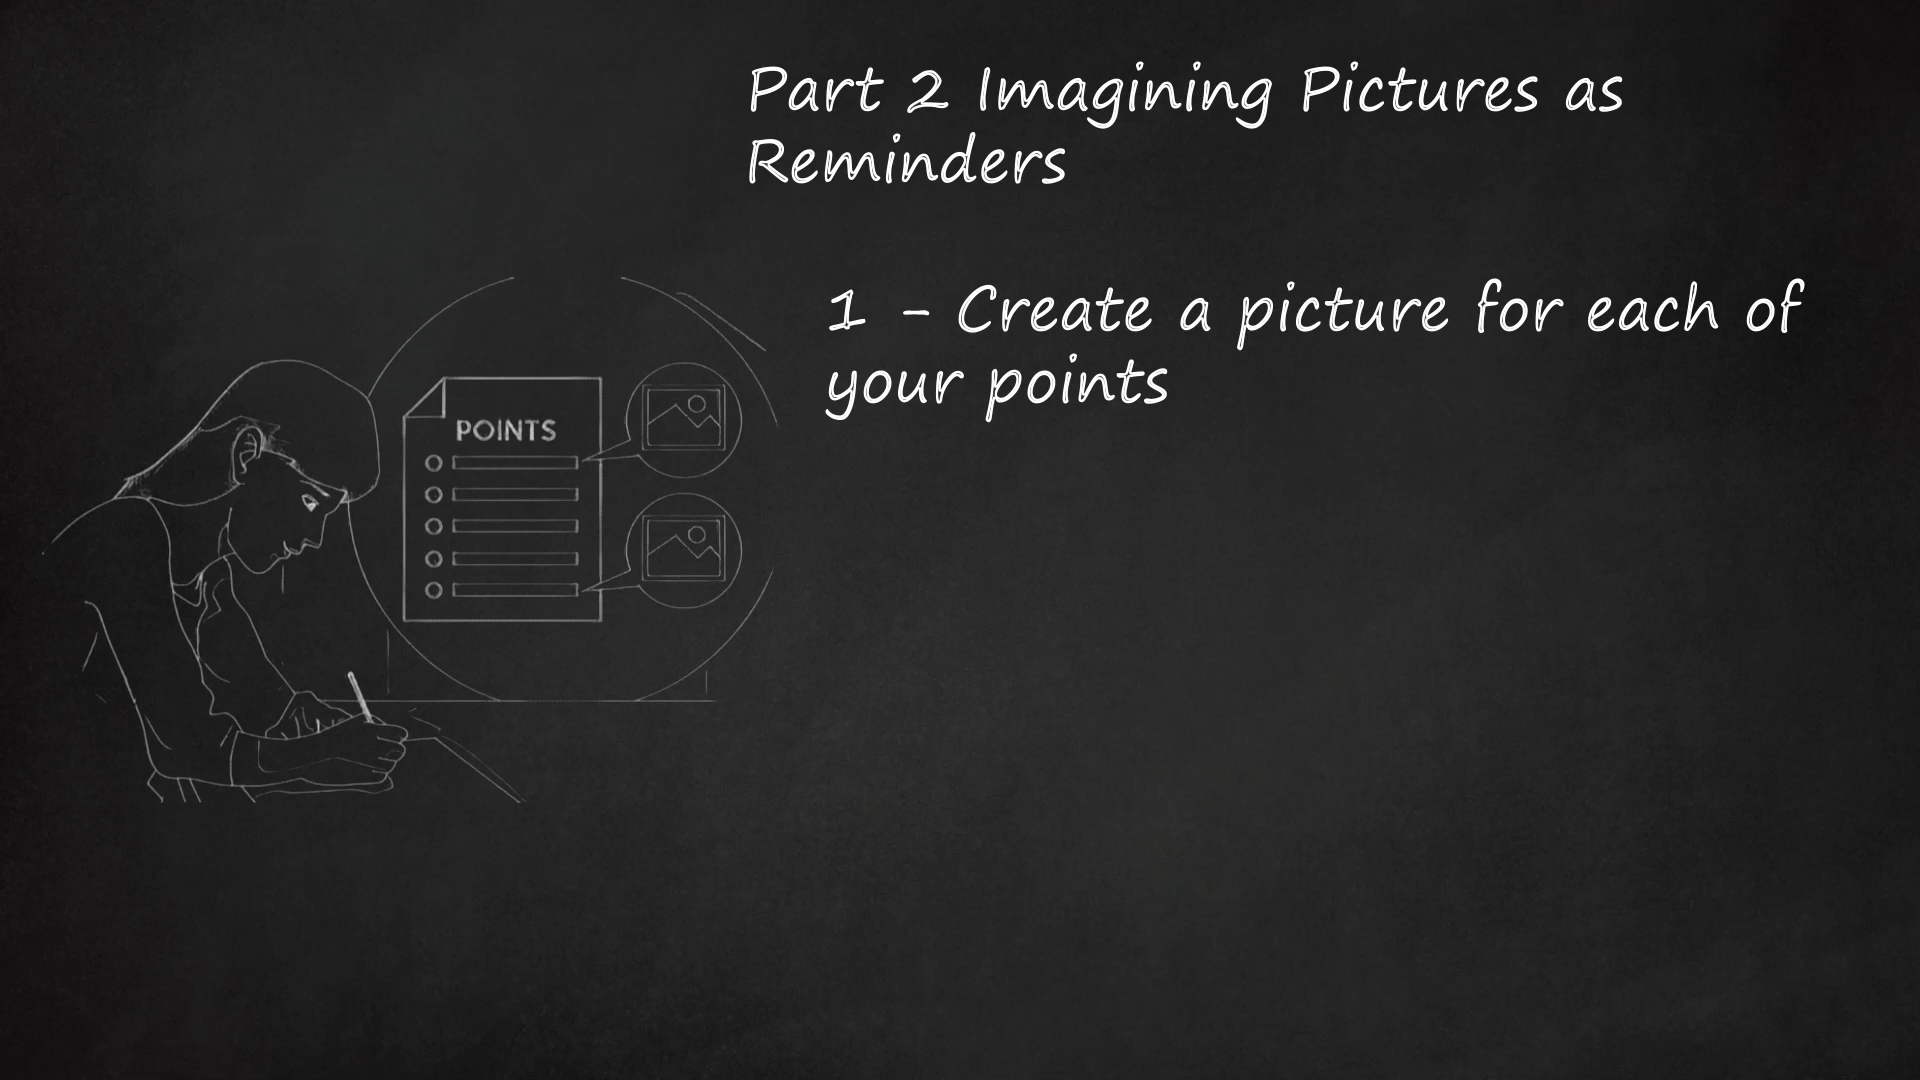 Part 2 Imagining Pictures as
Reminders
1 - Create a picture for each of
your points
POINTS